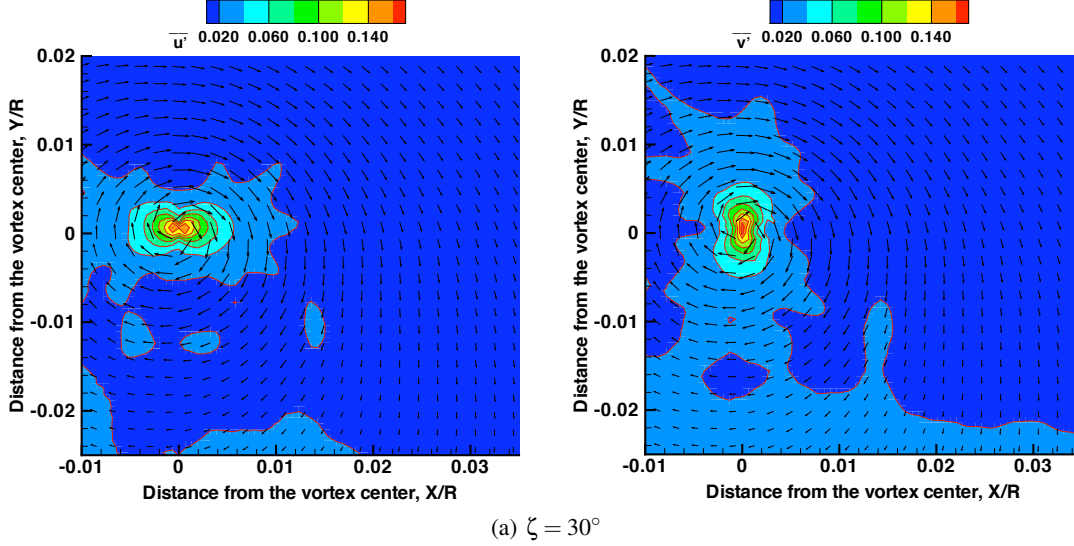 u' 0.020 0.060 0.100 0.140
v' 0.020 0.060 0.100 0.140
0.02
0.01
0
-0.01
-0.02
Distance from the vortex center, Y/R
-0.01 0 0.01 0.02 0.03
Distance from the vortex center, X/R
0.02
0.01
0
-0.01
-0.02
Distance from the vortex center, Y/R
-0.01 0 0.01 0.02 0.03
Distance from the vortex center, X/R
(a) ζ = 30°